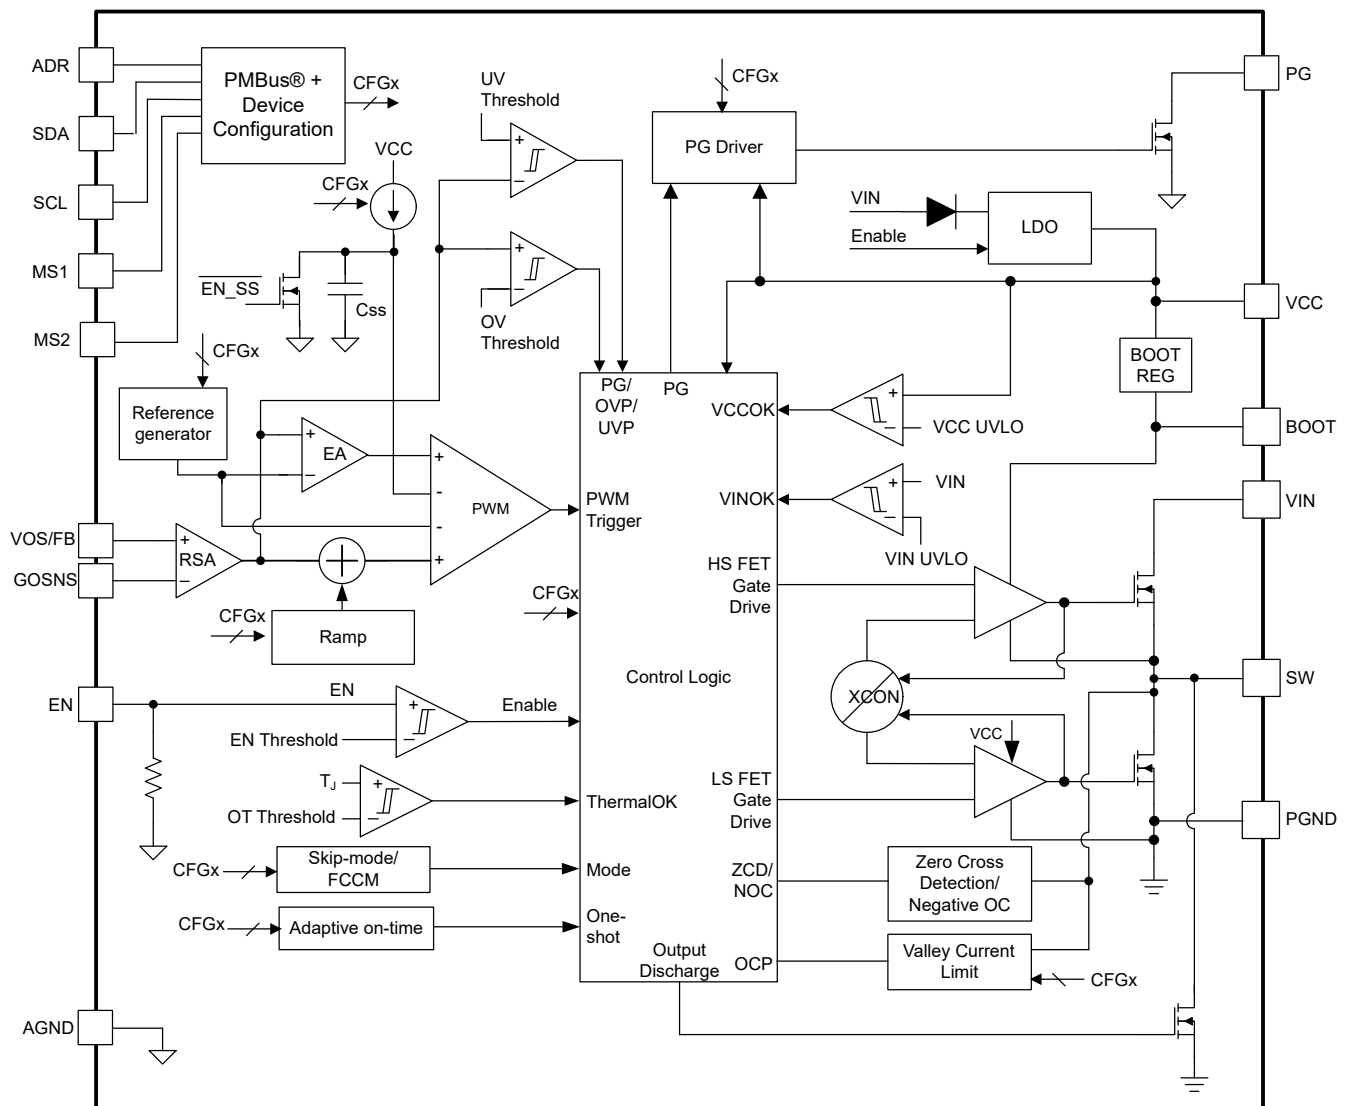 ADR
SDA
SCL
MS1
MS2
PMBus® +
Device
Configuration
CFGx
VCC
CFGx
EN_SS
Css
UV
Threshold
OV
Threshold
CFGx
PG Driver
PG
VIN
Enable
LDO
VCC
BOOT
REG
BOOT
VIN
CFGx
Reference
generator
EA
PWM
VOS/FB
GOSNS
RSA
CFGx
Ramp
PG/
OVP/
UVP
PG
VCCOK
VCC UVLO
VINOK
VIN
VIN UVLO
PWM
Trigger
HS FET
Gate
Drive
CFGx
Control Logic
XCON
SW
EN
EN
EN Threshold
Enable
TJ
OT Threshold
ThermalOK
VCC
LS FET
Gate
Drive
PGND
CFGx
Skip-mode/
FCCM
Mode
ZCD/
NOC
Zero Cross
Detection/
Negative OC
CFGx
Adaptive on-time
One-
shot
Output
Discharge
OCP
Valley Current
Limit
CFGx
AGND
+
−
+
−
+
−
+
−
+
-
-
+
+
−
+
−
+
−
+
−
+
−